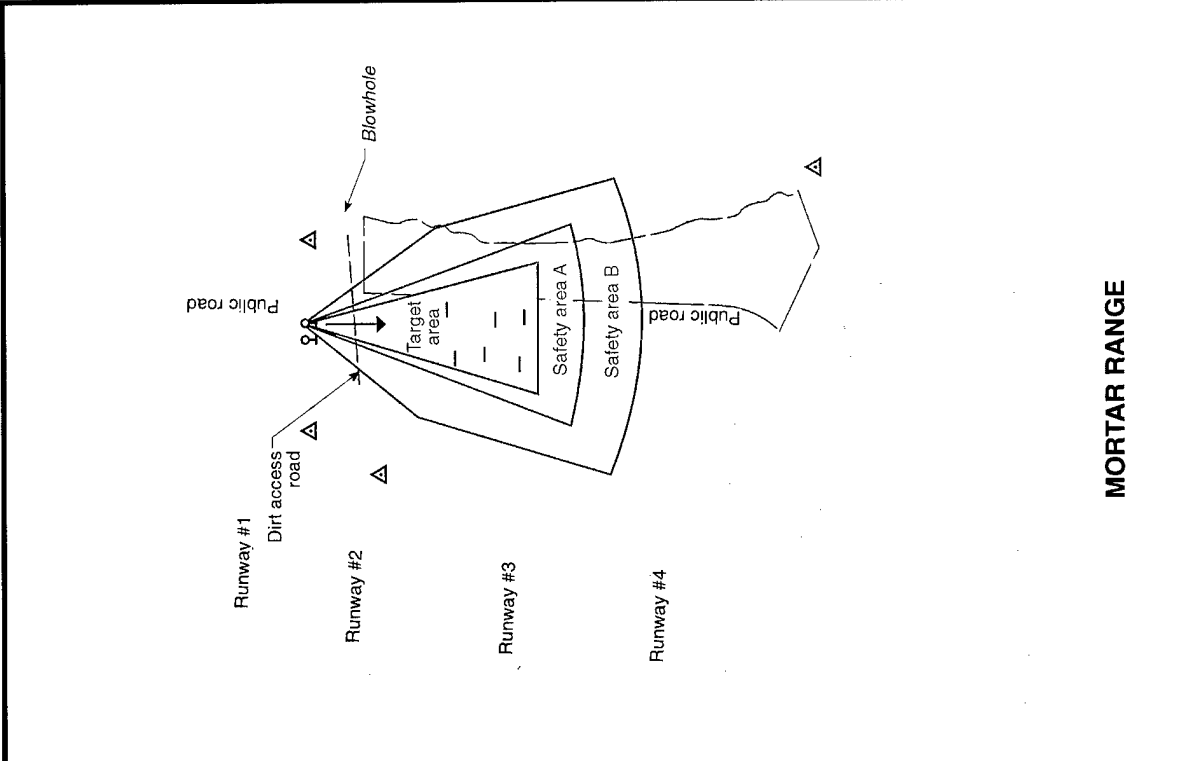 MORTAR RANGE
Runway #1
Runway #2
Runway #3
Runway #4
Dirt access
road
Public road
Blowhole
Target
area
Safety area A
Safety area B
Public road